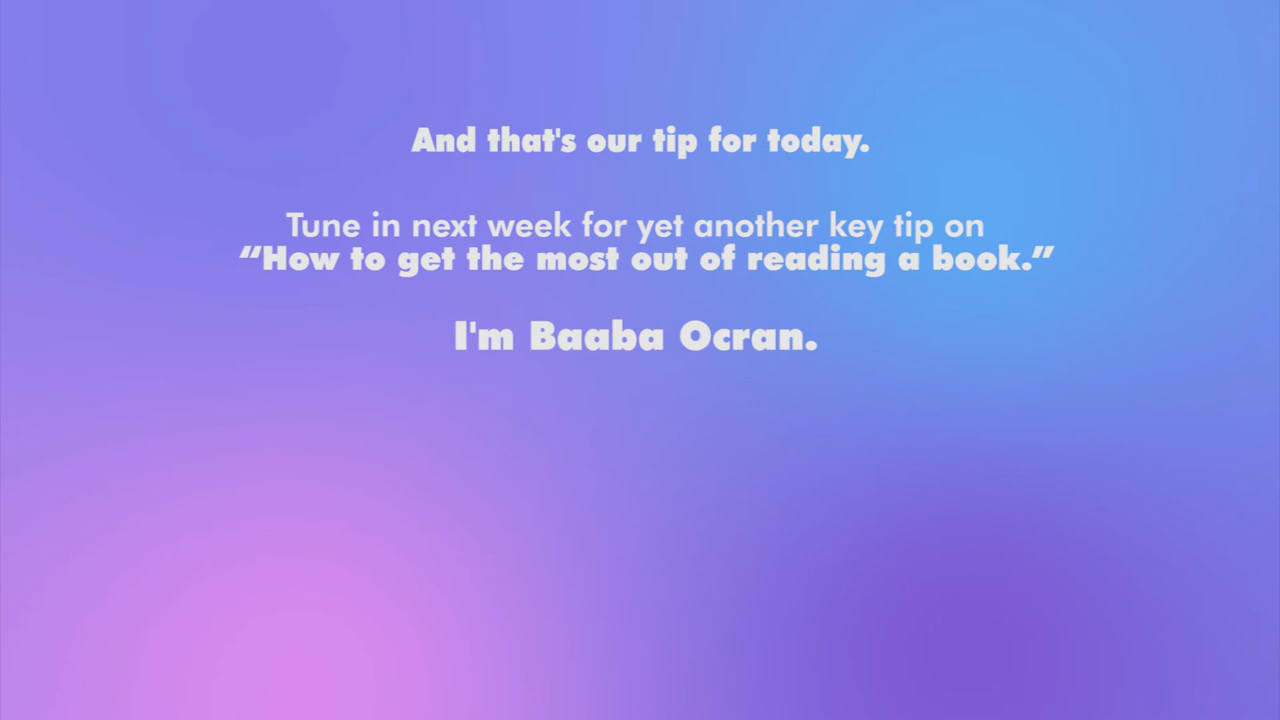 And that's our tip for today.
Tune in next week for yet another key tip on
“How to get the most out of reading a book.”
I'm Baaba Ocran.